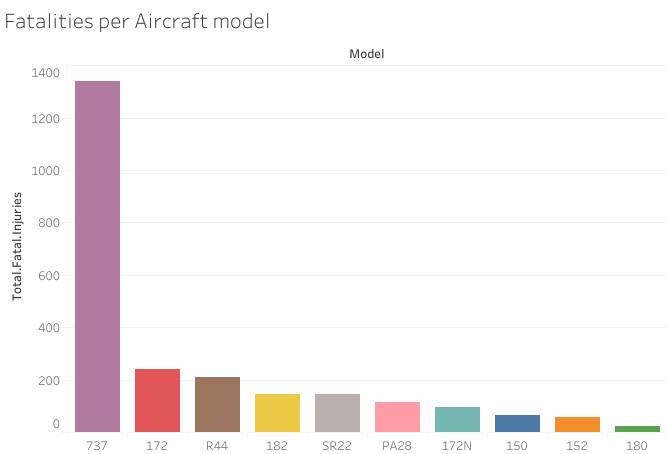 Fatalities per Aircraft model
Model
Total.Fatal.Injuries
1400
1200
1000
800
600
400
200
0
737 172 R44 182 SR22 PA28 172N 150 152 180